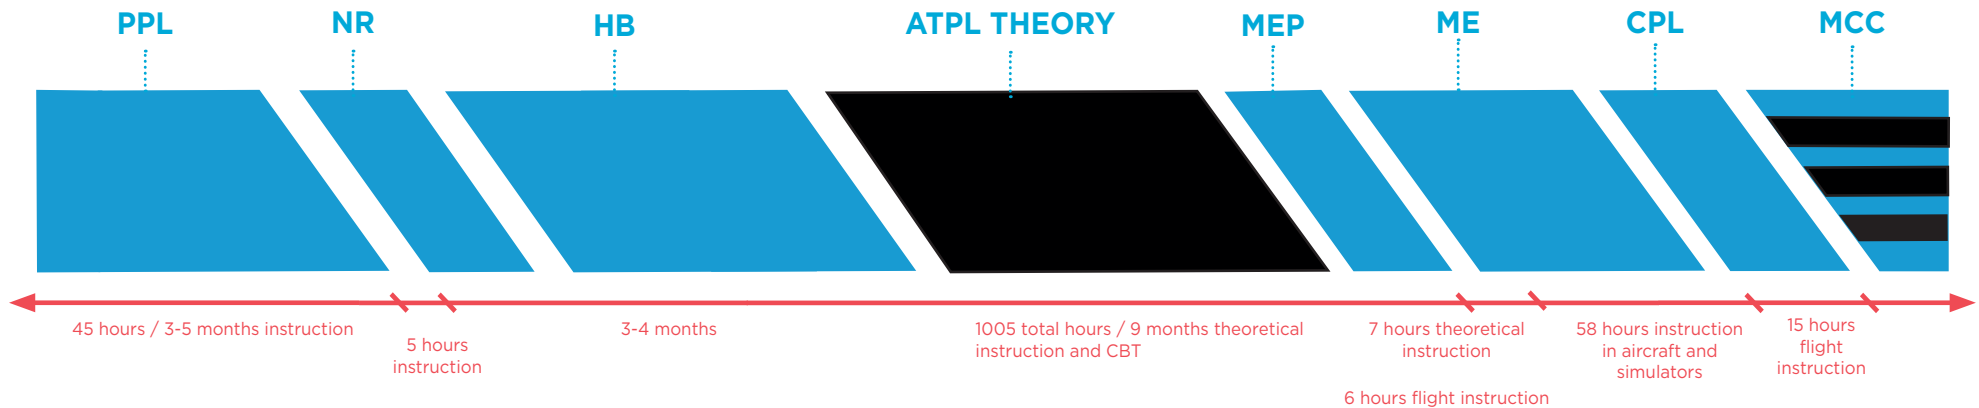 PPL
NR
HB
ATPL THEORY
MEP
ME
CPL
MCC
45 hours / 3-5 months instruction
5 hours
instruction
3-4 months
1005 total hours / 9 months theoretical
instruction and CBT
7 hours theoretical
instruction
6 hours flight instruction
58 hours instruction
in aircraft and
simulators
15 hours
flight
instruction